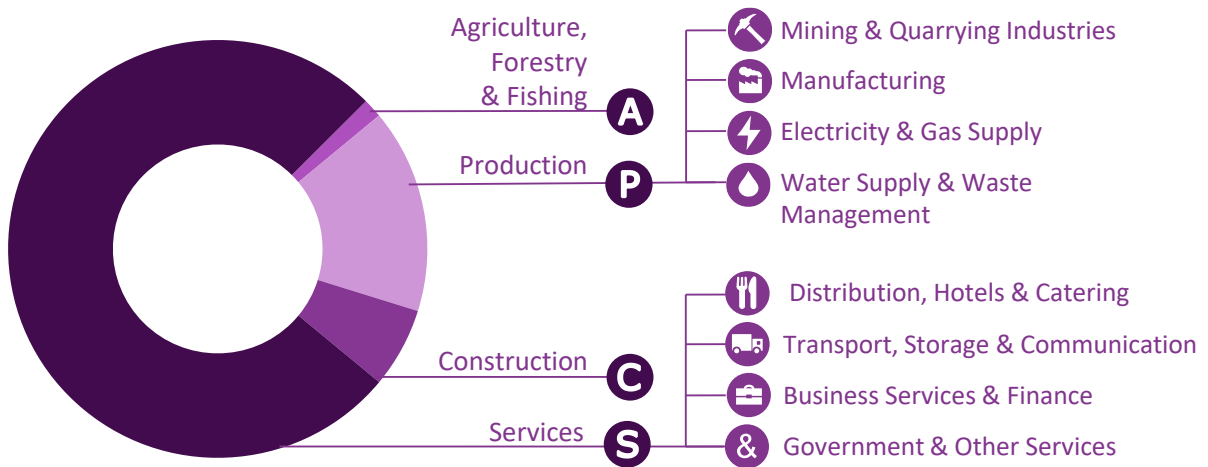 Agriculture,
Forestry
& Fishing
A
Production
P
Mining & Quarrying Industries
Manufacturing
Electricity & Gas Supply
Water Supply & Waste
Management
Construction
C
Services
S
Distribution, Hotels & Catering
Transport, Storage & Communication
Business Services & Finance
& Government & Other Services